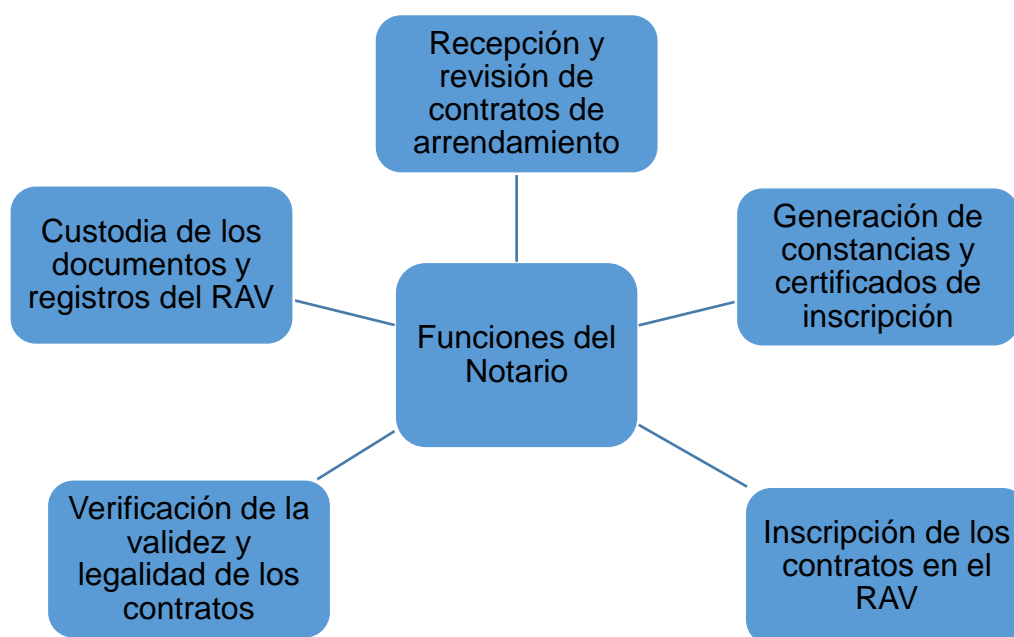 Recepción y
revisión de
contratos de
arrendamiento
Custodia de los
documentos y
registros del RAV
Generación de
constancias y
certificados de
inscripción
Funciones del
Notario
Verificación de la
validez y
legalidad de los
contratos
Inscripción de los
contratos en el
RAV